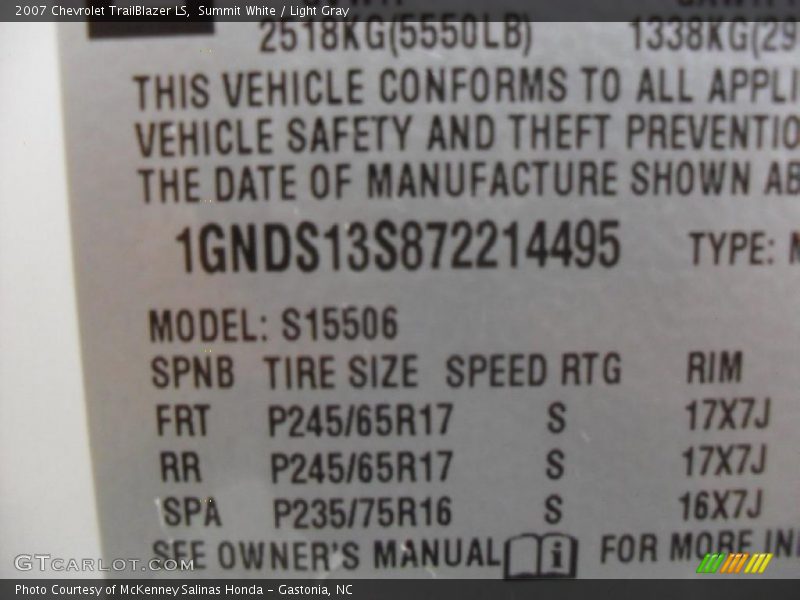 2007 Chevrolet TrailBlazer LS, Summit White / Light Gray
2518KG(5550LB) 1338KG(29
THIS VEHICLE CONFORMS TO ALL APPLI
VEHICLE SAFETY AND THEFT PREVENTIO
THE DATE OF MANUFACTURE SHOWN AB
1GNDS13S872214495 TYPE: M
MODEL: S15506
SPNB TIRE SIZE SPEED RTG RIM
FRT P245/65R17 S 17X7J
RR P245/65R17 S 17X7J
SPA P235/75R16 S 16X7J
SEE OWNER'S MANUAL i FOR MORE IN
GTCARLOT.COM
Photo Courtesy of McKenney Salinas Honda - Gastonia, NC